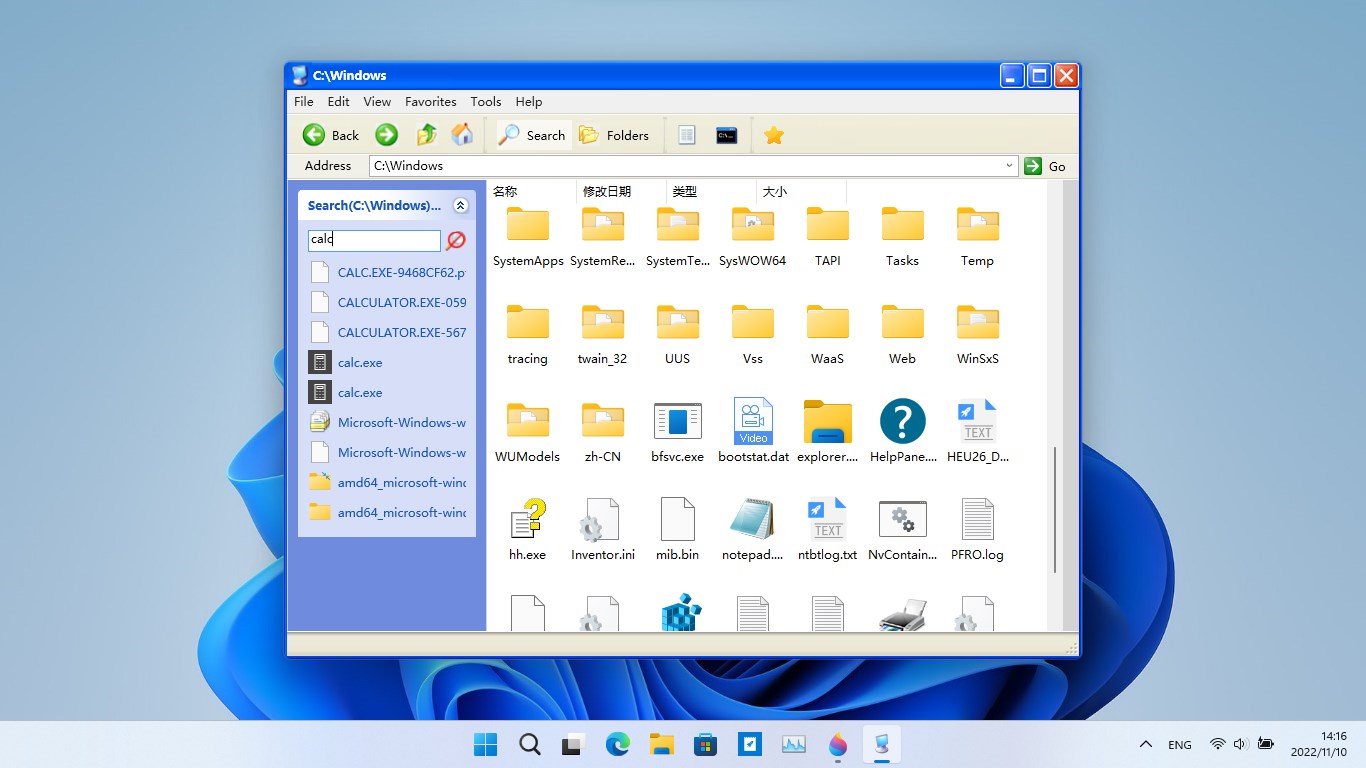 C:\Windows
File Edit View Favorites Tools Help
Back Search Folders
Address C:\Windows Go
Search(C:\Windows)...
calc
CALC.EXE-9468CF62.p
CALCULATOR.EXE-059
CALCULATOR.EXE-567
calc.exe
calc.exe
Microsoft-Windows-w
Microsoft-Windows-w
amd64_microsoft-wind
amd64_microsoft-wind
名称 修改日期 类型 大小
SystemApps SystemRe... SystemTe... SysWOW64 TAPI Tasks Temp
tracing twain_32 UUS Vss WaaS Web WinSxS
Video
TEXT
WUModels zh-CN bfsvc.exe bootstat.dat explorer.... HelpPane.... HEU26_D...
TEXT
hh.exe Inventor.ini mib.bin notepad.... ntbtlog.txt NvContain... PFRO.log
ENG
14:16
2022/11/10